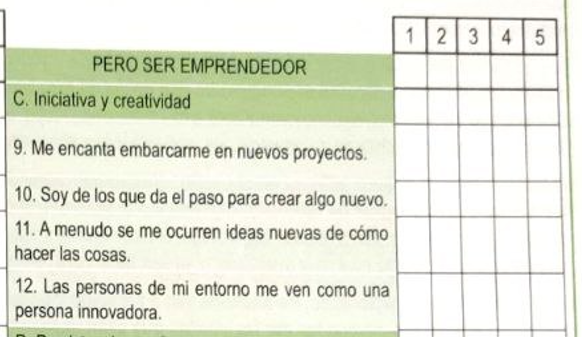 1 2 3 4 5
PERO SER EMPRENDEDOR
C. Iniciativa y creatividad
9. Me encanta embarcarme en nuevos proyectos.
10. Soy de los que da el paso para crear algo nuevo.
11. A menudo se me ocurren ideas nuevas de cómo
hacer las cosas.
12. Las personas de mi entorno me ven como una
persona innovadora.